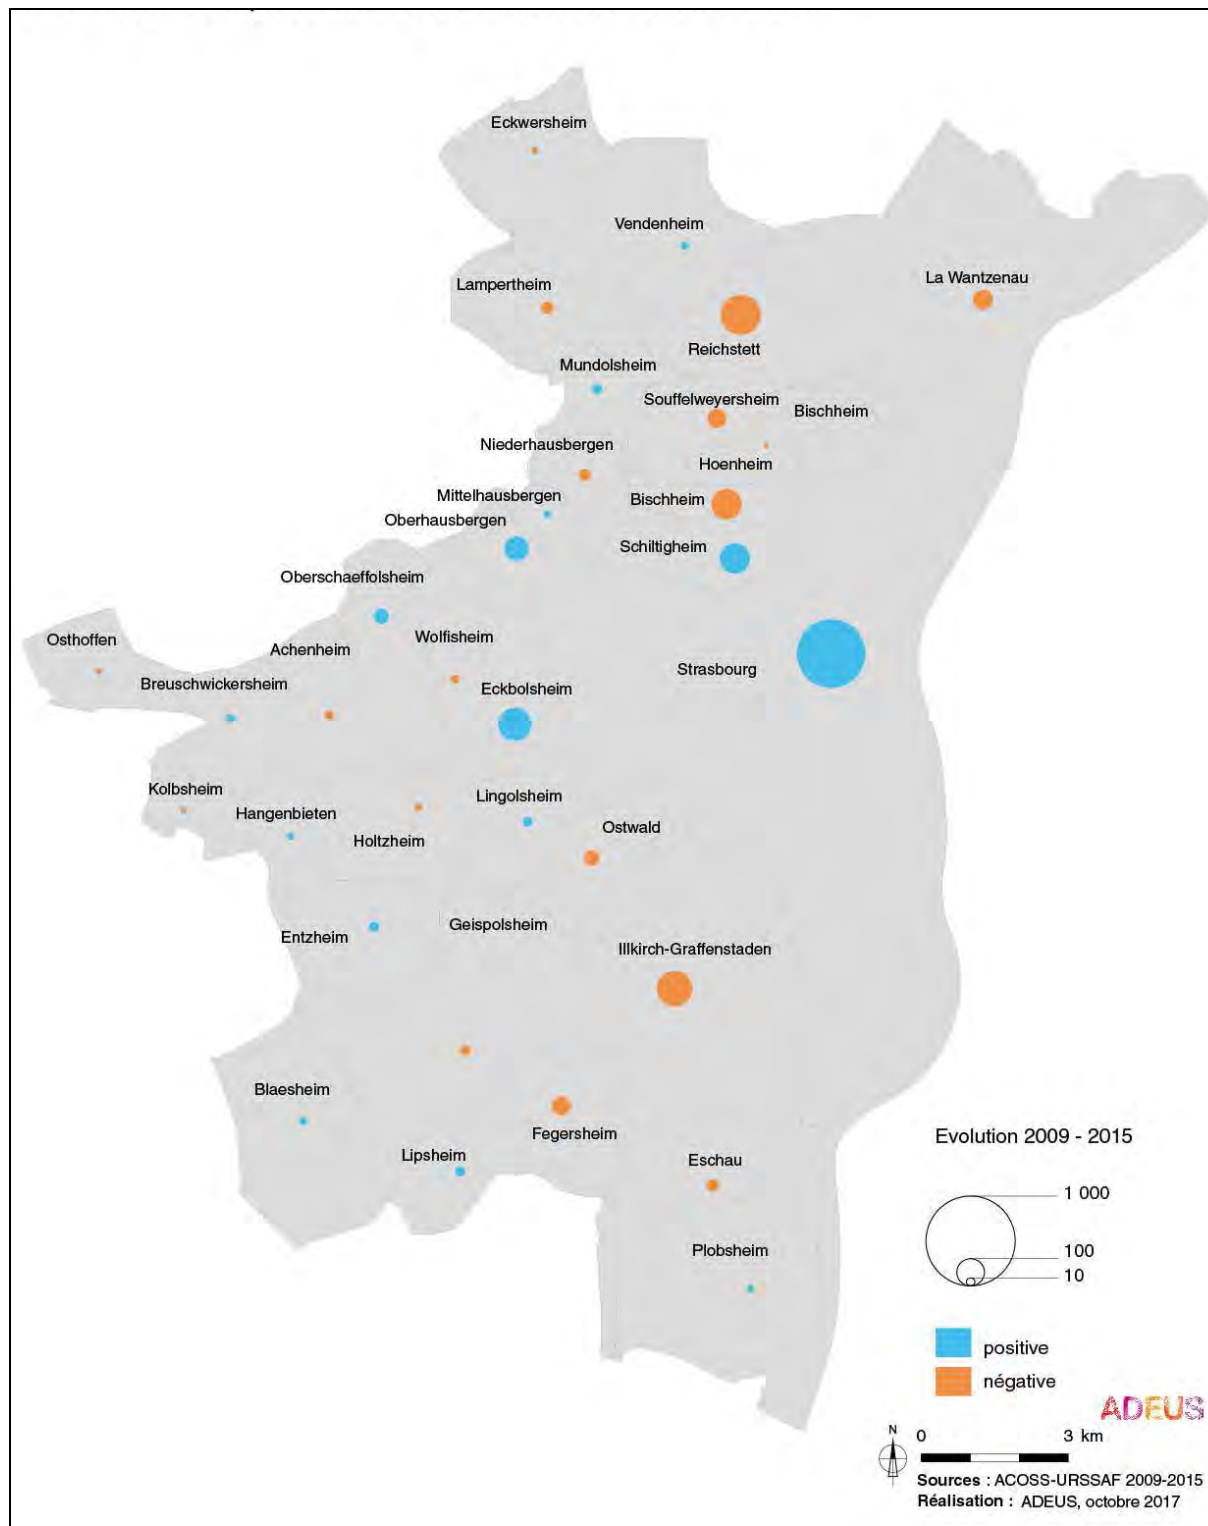 Eckwersheim
Vendenheim
La Wantzenau
Lampertheim
Reichstett
Mundolsheim
Souffelweyersheim
Bischheim
Niederhausbergen
Hoenheim
Mittelhausbergen
Bischheim
Oberhausbergen
Schiltigheim
Oberschaeffolsheim
Wolfisheim
Osthoffen
Achenheim
Strasbourg
Breuschwickersheim
Eckbolsheim
Kolbsheim
Lingolsheim
Hangenbieten
Ostwald
Holtzheim
Geispolsheim
Entzheim
Illkirch-Graffenstaden
Blaesheim
Fegersheim
Lipsheim
Eschau
Plobsheim
Evolution 2009 - 2015
1 000
100
10
positive
négative
ADEUS
N
0 3 km
Sources : ACOSS-URSSAF 2009-2015
Réalisation : ADEUS, octobre 2017